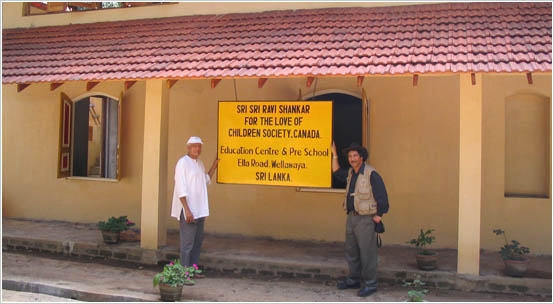 SRI SRI RAVI SHANKAR
FOR THE LOVE OF
CHILDREN SOCIETY, CANADA.
Education Centre & Pre School
Ella Road, Wellawaya.
SRI LANKA.